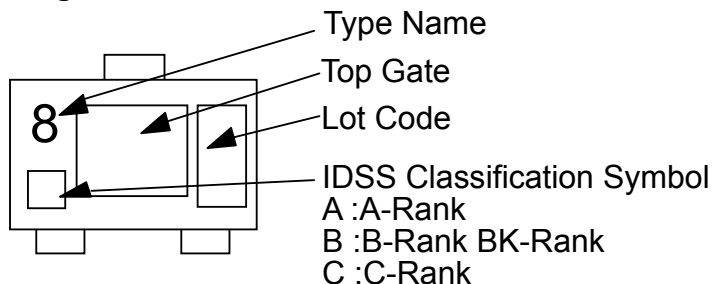 Type Name
Top Gate
8
Lot Code
IDSS Classification Symbol
A :A-Rank
B :B-Rank BK-Rank
C :C-Rank